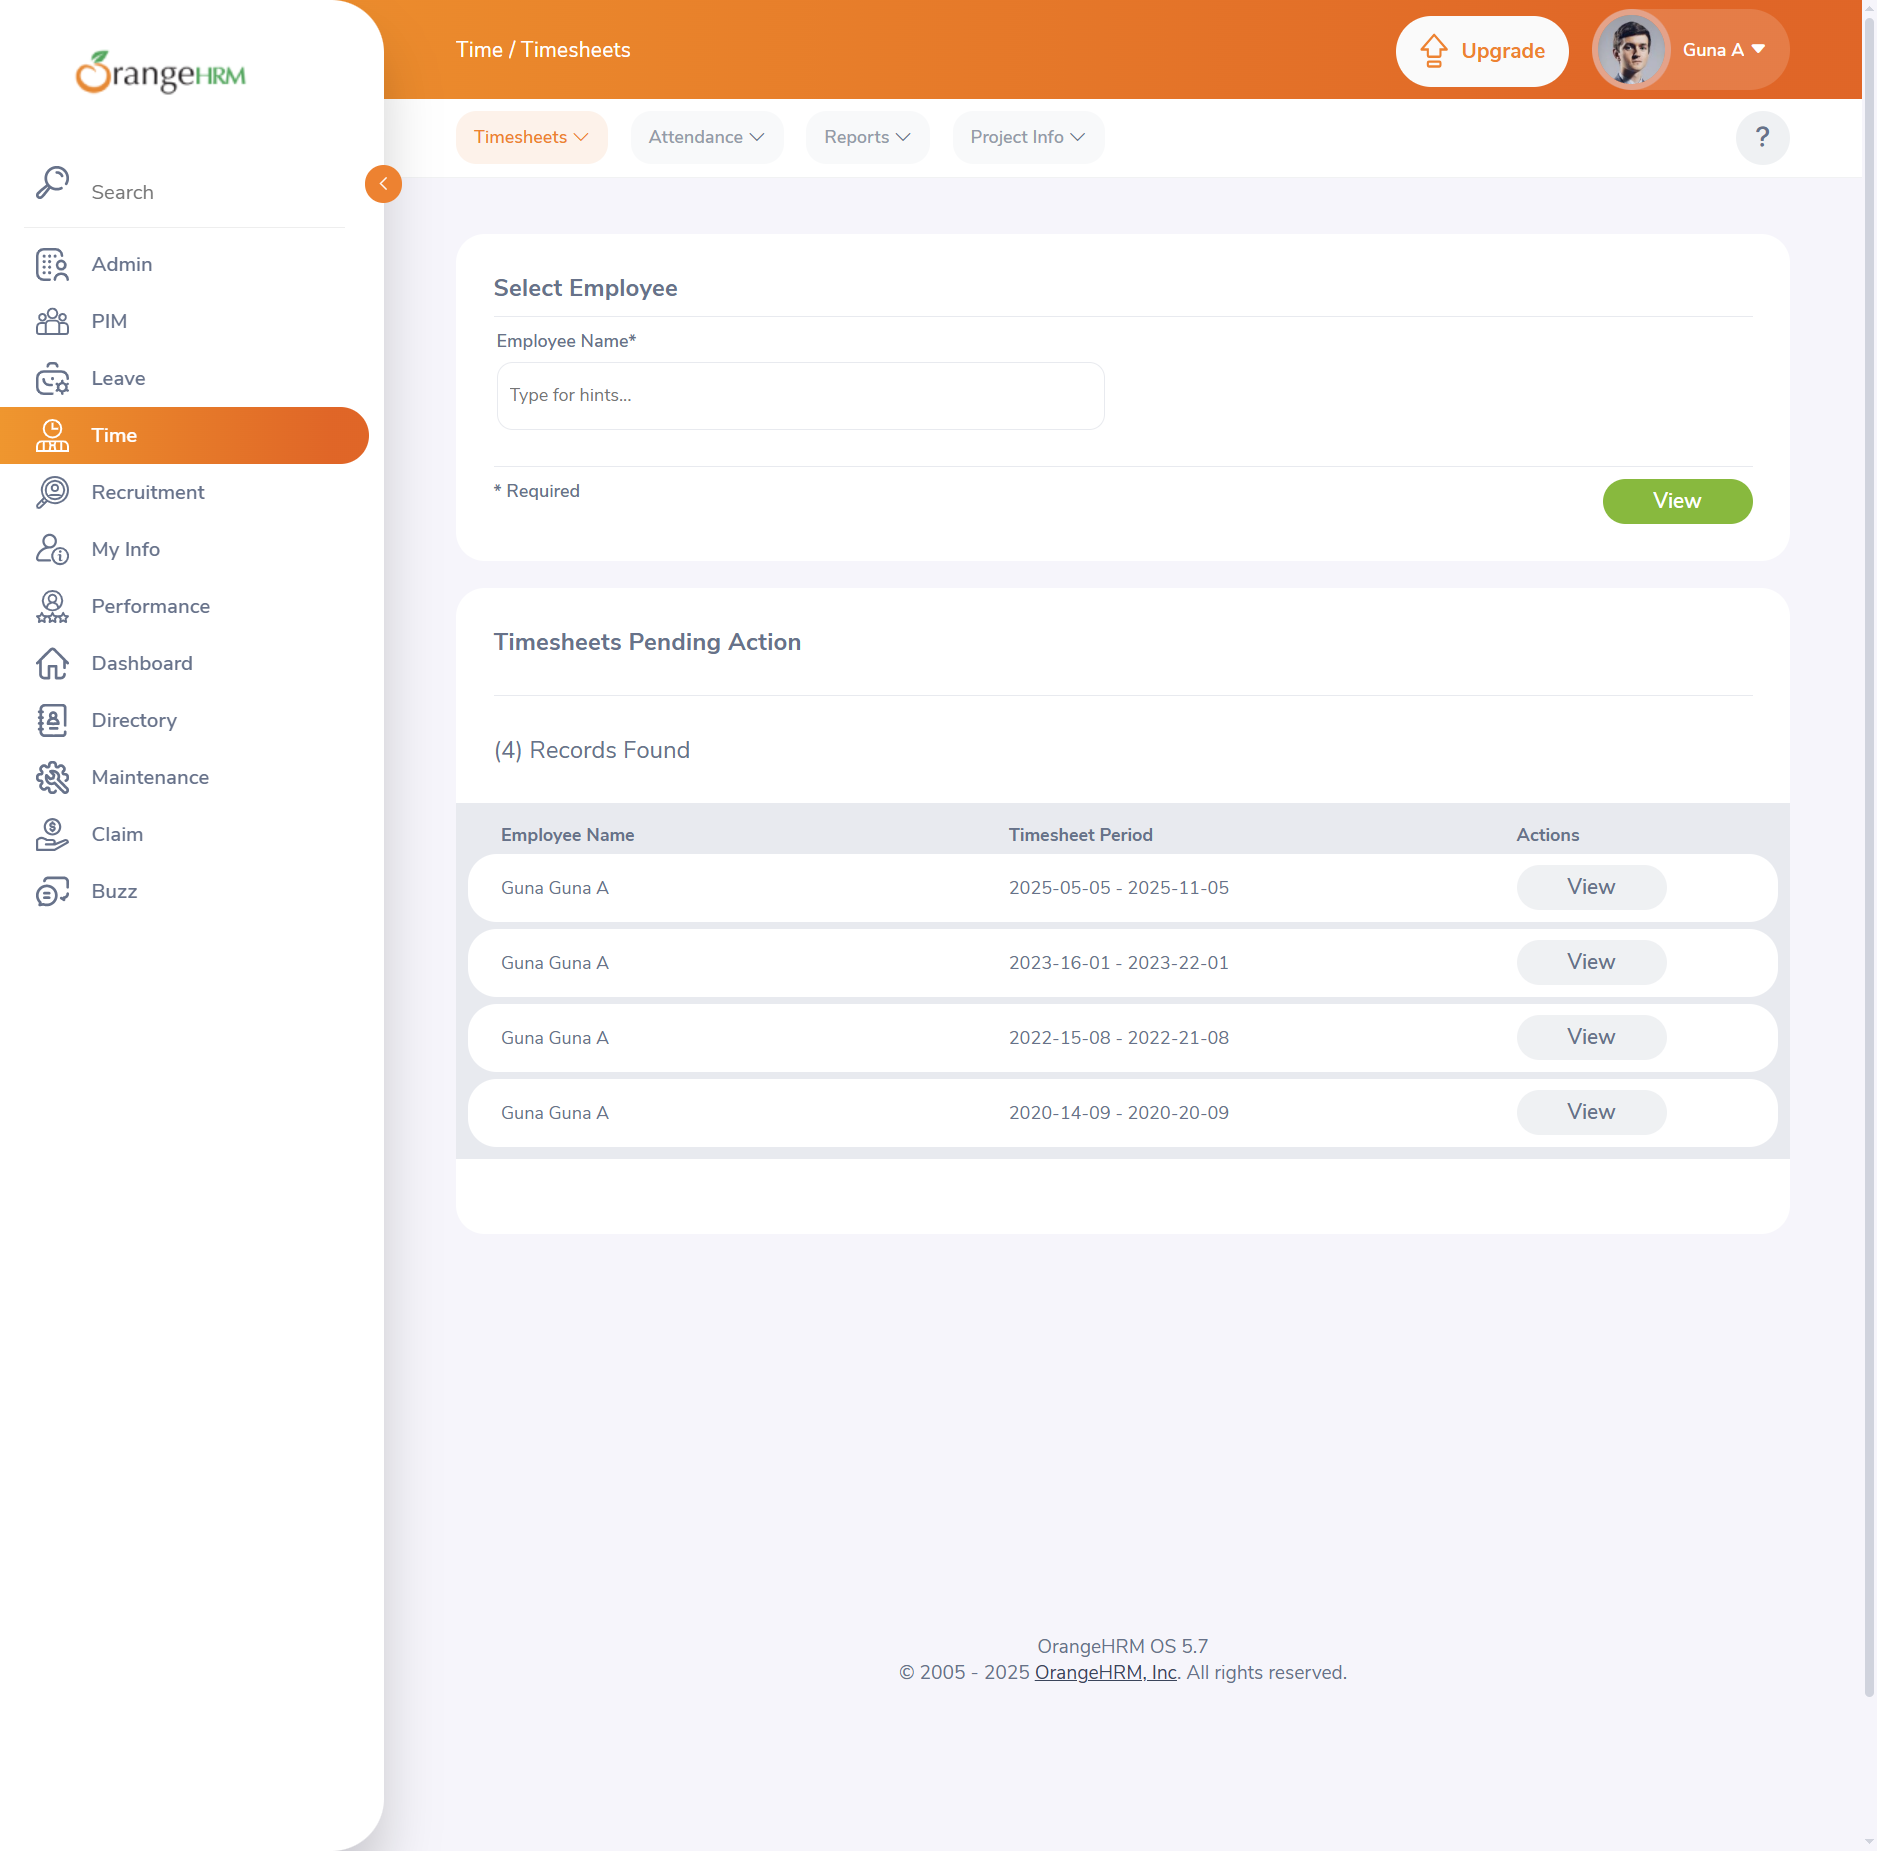 OrangeHRM
Time / Timesheets
Upgrade
Guna A
Timesheets
Attendance
Reports
Project Info
?
Search
Admin
PIM
Leave
Time
Recruitment
My Info
Performance
Dashboard
Directory
Maintenance
Claim
Buzz
Select Employee
Employee Name*
Type for hints...
* Required
View
Timesheets Pending Action
(4) Records Found
Employee Name Timesheet Period Actions
Guna Guna A 2025-05-05 - 2025-11-05 View
Guna Guna A 2023-16-01 - 2023-22-01 View
Guna Guna A 2022-15-08 - 2022-21-08 View
Guna Guna A 2020-14-09 - 2020-20-09 View
OrangeHRM OS 5.7
© 2005 - 2025 OrangeHRM, Inc. All rights reserved.